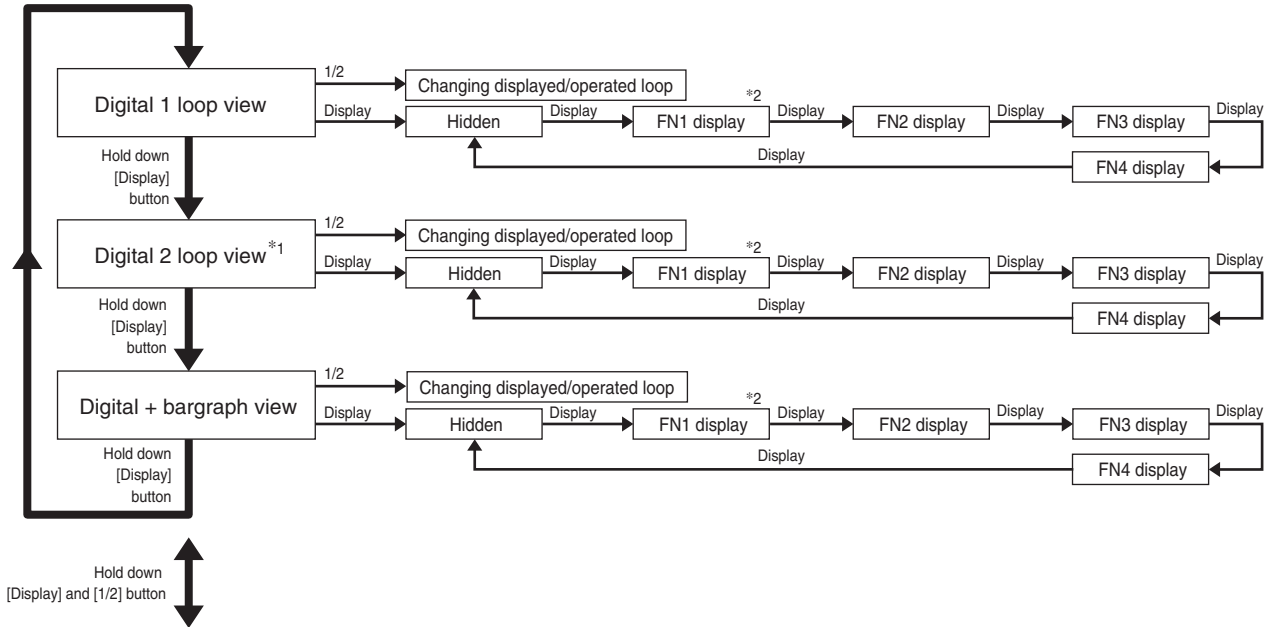 Digital 1 loop view
1/2
Changing displayed/operated loop
Display
Hidden
Display
FN1 display
*2
Display
FN2 display
Display
FN3 display
Display
FN4 display
Display
Hold down
[Display]
button
Digital 2 loop view*1
1/2
Changing displayed/operated loop
Display
Hidden
Display
FN1 display
*2
Display
FN2 display
Display
FN3 display
Display
FN4 display
Display
Hold down
[Display]
button
Digital + bargraph view
1/2
Changing displayed/operated loop
Display
Hidden
Display
FN1 display
*2
Display
FN2 display
Display
FN3 display
Display
FN4 display
Display
Hold down
[Display]
button
Hold down
[Display] and [1/2] button